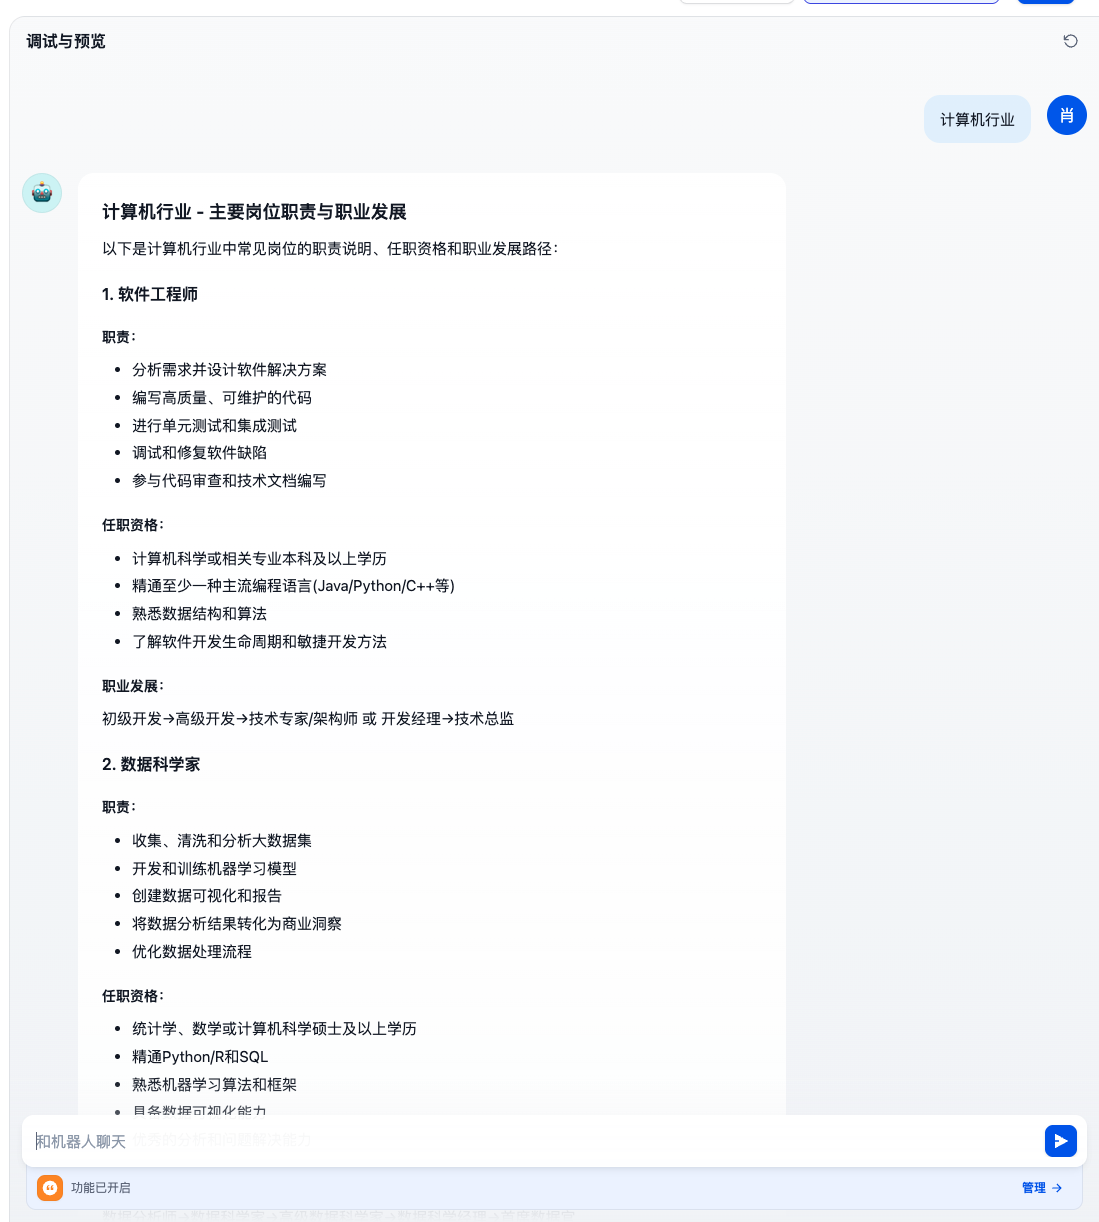 调试与预览
计算机行业
肖
计算机行业 - 主要岗位职责与职业发展
以下是计算机行业中常见岗位的职责说明、任职资格和职业发展路径：
1. 软件工程师
职责：
分析需求并设计软件解决方案
编写高质量、可维护的代码
进行单元测试和集成测试
调试和修复软件缺陷
参与代码审查和技术文档编写
任职资格：
计算机科学或相关专业本科及以上学历
精通至少一种主流编程语言(Java/Python/C++等)
熟悉数据结构和算法
了解软件开发生命周期和敏捷开发方法
职业发展：
初级开发→高级开发→技术专家/架构师 或 开发经理→技术总监
2. 数据科学家
职责：
收集、清洗和分析大数据集
开发和训练机器学习模型
创建数据可视化和报告
将数据分析结果转化为商业洞察
优化数据处理流程
任职资格：
统计学、数学或计算机科学硕士及以上学历
精通Python/R和SQL
熟悉机器学习算法和框架
具备数据可视化能力
和机器人聊天
功能已开启
管理 →